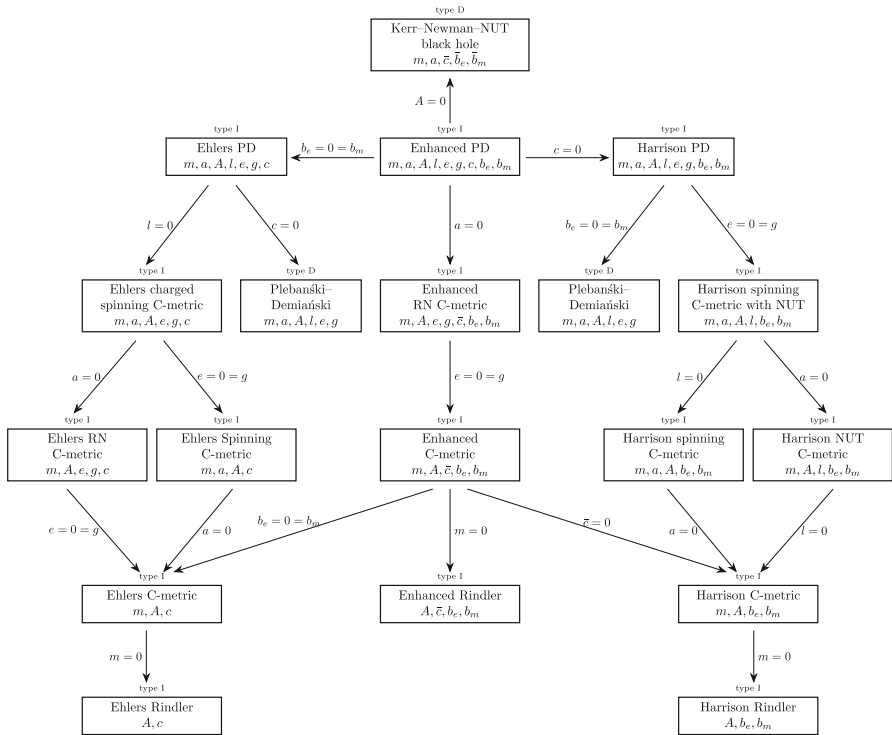 type D
Kerr–Newman–NUT
black hole
m, a, c̄, b̄ₑ, b̄ₘ
A = 0
type I
Ehlers PD
m, a, A, l, e, g, c
bₑ = 0 = bₘ
type I
Enhanced PD
m, a, A, l, e, g, c, bₑ, bₘ
c = 0
type I
Harrison PD
m, a, A, l, e, g, bₑ, bₘ
l = 0
c = 0
a = 0
bₑ = 0 = bₘ
e = 0 = g
type I
Ehlers charged
spinning C-metric
m, a, A, e, g, c
type D
Plebański–
Demiański
m, a, A, l, e, g
type I
Enhanced
RN C-metric
m, A, e, g, c̄, bₑ, bₘ
type D
Plebański–
Demiański
m, a, A, l, e, g
type I
Harrison spinning
C-metric with NUT
m, a, A, l, bₑ, bₘ
a = 0
e = 0 = g
e = 0 = g
l = 0
a = 0
type I
Ehlers RN
C-metric
m, A, e, g, c
type I
Ehlers Spinning
C-metric
m, a, A, c
type I
Enhanced
C-metric
m, A, c̄, bₑ, bₘ
type I
Harrison spinning
C-metric
m, a, A, bₑ, bₘ
type I
Harrison NUT
C-metric
m, A, l, bₑ, bₘ
e = 0 = g
a = 0
bₑ = 0 = bₘ
m = 0
c̄ = 0
a = 0
l = 0
type I
Ehlers C-metric
m, A, c
type I
Enhanced Rindler
A, c̄, bₑ, bₘ
type I
Harrison C-metric
m, A, bₑ, bₘ
m = 0
m = 0
type I
Ehlers Rindler
A, c
type I
Harrison Rindler
A, bₑ, bₘ